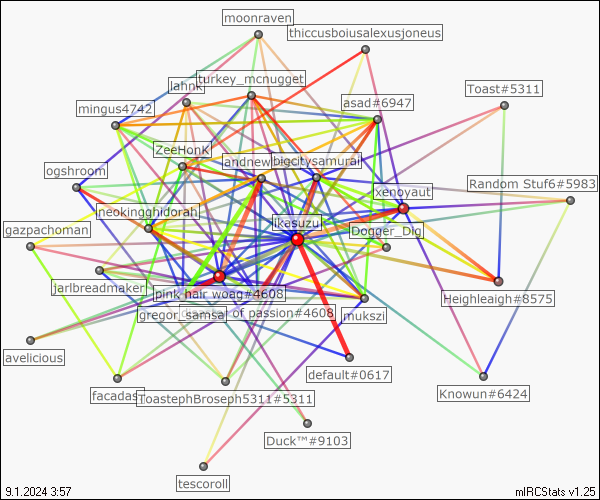 moonraven
thiccusboiusalexusjoneus
turkey_mcnugget
lahnk
Toast#5311
mingus4742
asad#6947
ZeeHonK
andnew
bigcitysamurai
ogshroom
xenoyaut
Random Stuf6#5983
neokingghidorah
ikasuzu
gazpachoman
Dogger_Dig
jarlbreadmaker
pink hair woag#4608
Heighleaigh#8575
gregor_samsa
of passion#4608
mukszi
avelicious
default#0617
facadas
ToastephBroseph5311#5311
Knowun#6424
Duck™#9103
tescoroll
9.1.2024 3:57
mIRCStats v1.25